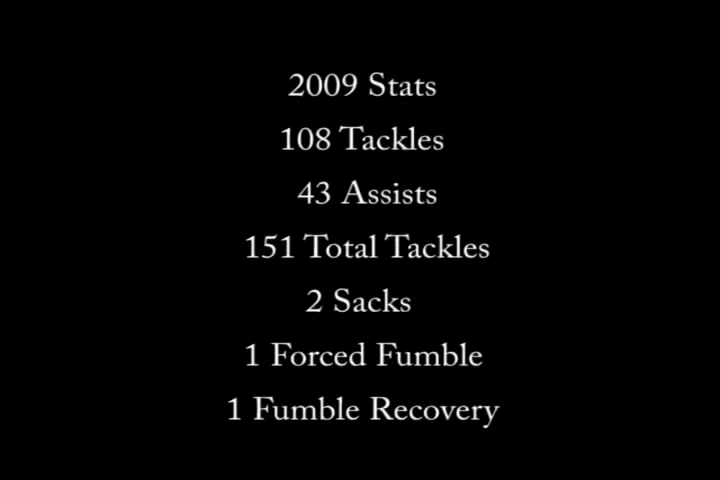 2009 Stats
108 Tackles
43 Assists
151 Total Tackles
2 Sacks
1 Forced Fumble
1 Fumble Recovery